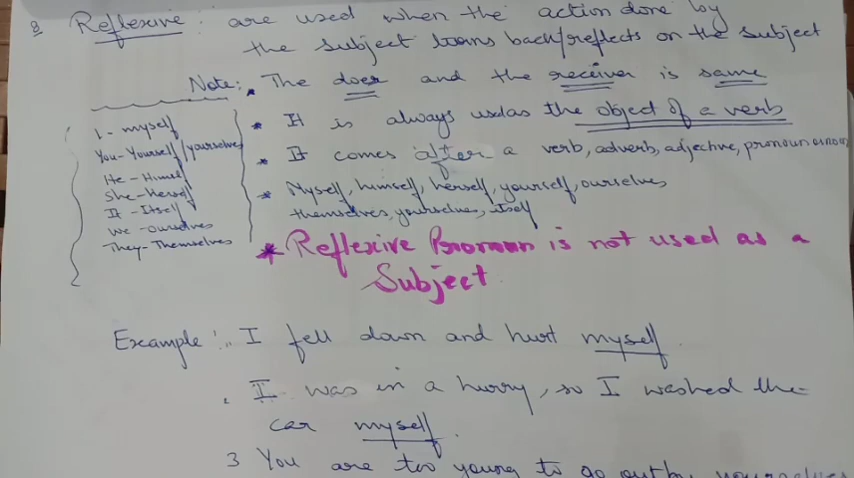 Reflexive: are used when the action done by
the subject turns back/reflects on the subject
Note: • The doer and the receiver is same
* It is always used as the object of a verb
* It comes after a verb, adverb, adjective, pronoun or noun
* Myself, himself, herself, yourself, ourselves
themselves, yourselves, itself
* Reflexive Pronoun is not used as a
Subject
I - myself
You - Yourself/yourselves
He - Himself
She - Herself
It - Itself
We - ourselves
They - Themselves
Example: I fell down and hurt myself.
I was in a hurry, so I washed the
car myself.
3 You are too young to go out by yourselves